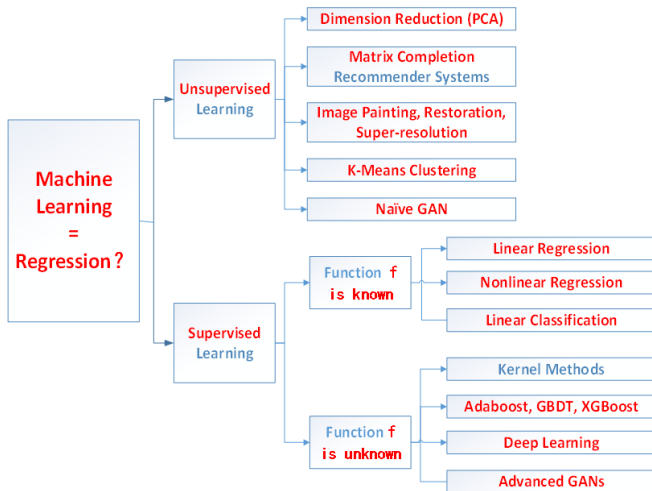 Machine
Learning
=
Regression?
Unsupervised
Learning
Dimension Reduction (PCA)
Matrix Completion
Recommender Systems
Image Painting, Restoration,
Super-resolution
K-Means Clustering
Naïve GAN
Supervised
Learning
Function f
is known
Linear Regression
Nonlinear Regression
Linear Classification
Function f
is unknown
Kernel Methods
Adaboost, GBDT, XGBoost
Deep Learning
Advanced GANs